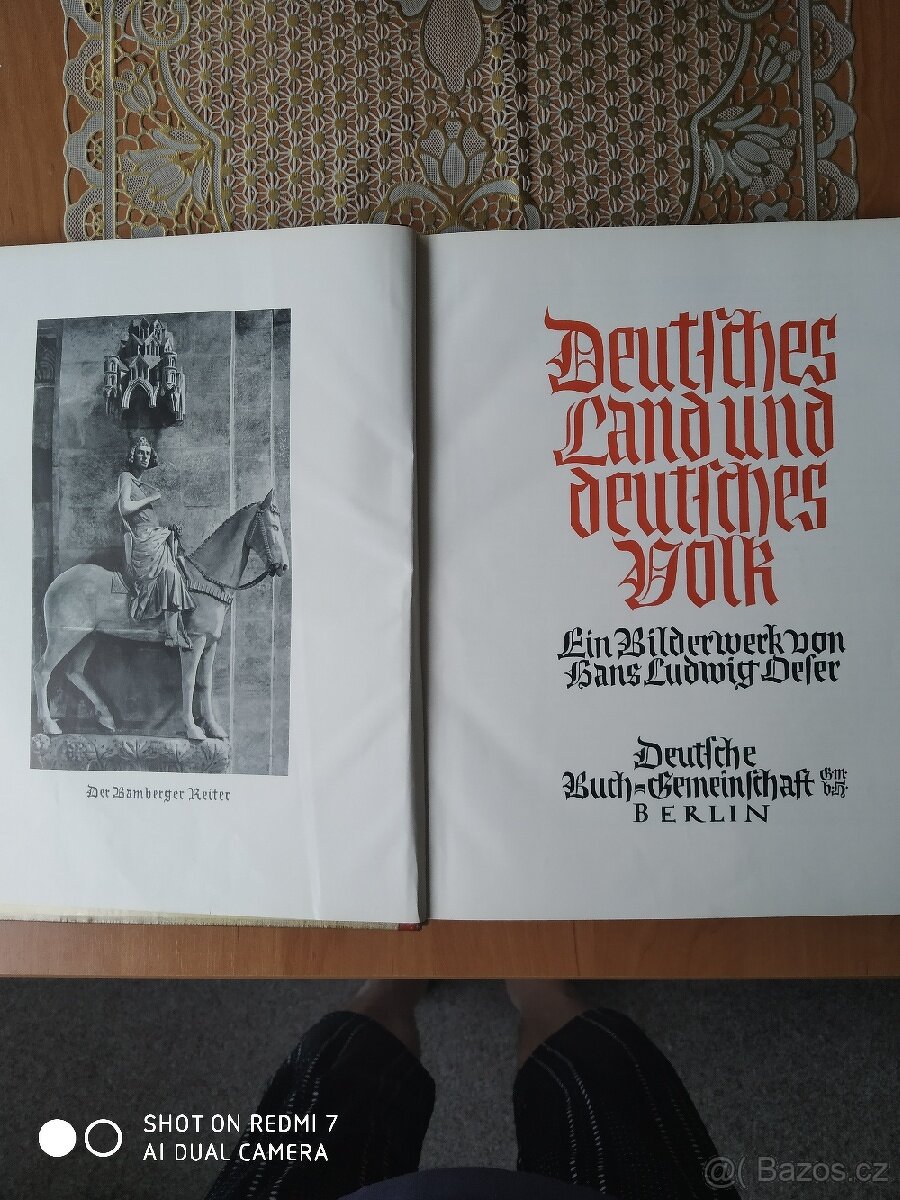 Der Bamberger Reiter
Deutsches
Land und
deutsches
Volk
Ein Bilderwerk von
Hans Ludwig Oeser
Deutsche
Buch=Gemeinschaft GmbH.
BERLIN
SHOT ON REDMI 7
AI DUAL CAMERA
@( Bazos.cz